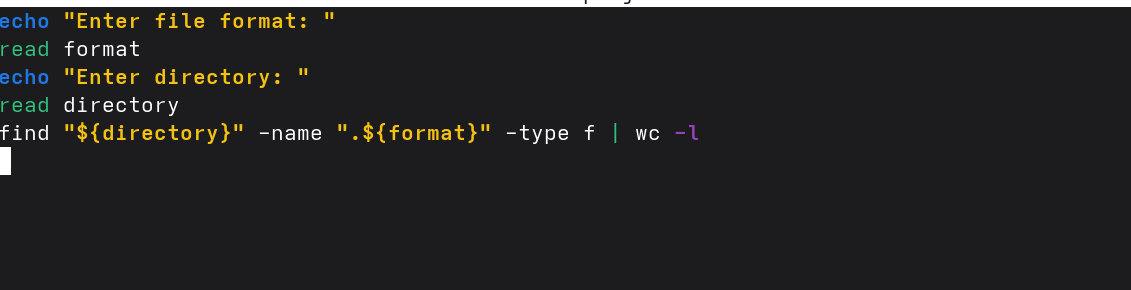 echo "Enter file format: "
read format
echo "Enter directory: "
read directory
find "${directory}" -name ".${format}" -type f | wc -l